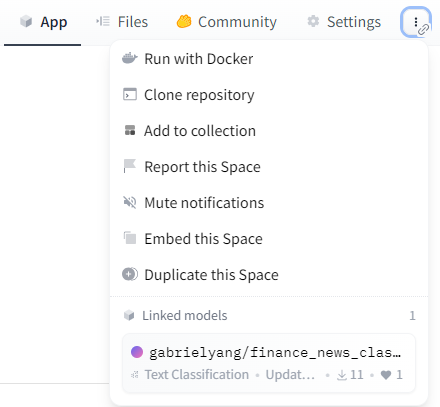 App Files Community Settings
Run with Docker
Clone repository
Add to collection
Report this Space
Mute notifications
Embed this Space
Duplicate this Space
Linked models 1
gabrielyang/finance_news_clas…
Text Classification • Updat… • 11 • 1